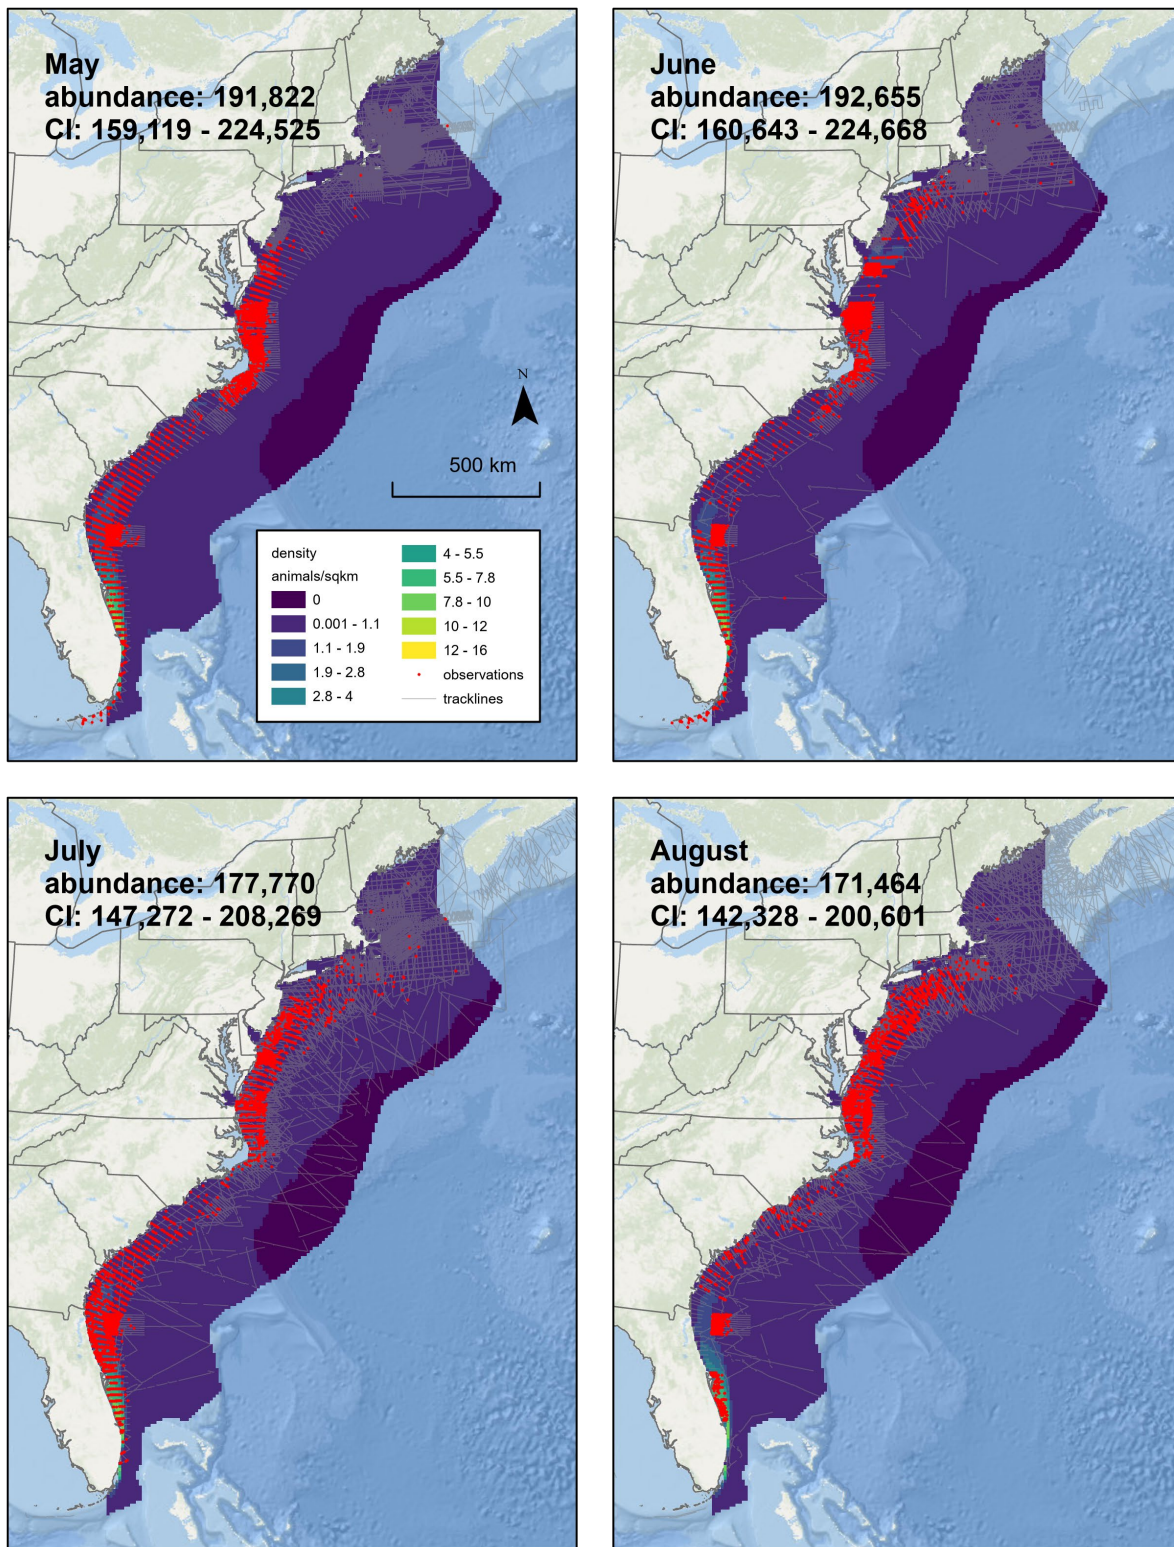 May
abundance: 191,822
CI: 159,119 - 224,525
N
500 km
density
animals/sqkm
0
0.001 - 1.1
1.1 - 1.9
1.9 - 2.8
2.8 - 4
4 - 5.5
5.5 - 7.8
7.8 - 10
10 - 12
12 - 16
observations
tracklines
June
abundance: 192,655
CI: 160,643 - 224,668
July
abundance: 177,770
CI: 147,272 - 208,269
August
abundance: 171,464
CI: 142,328 - 200,601